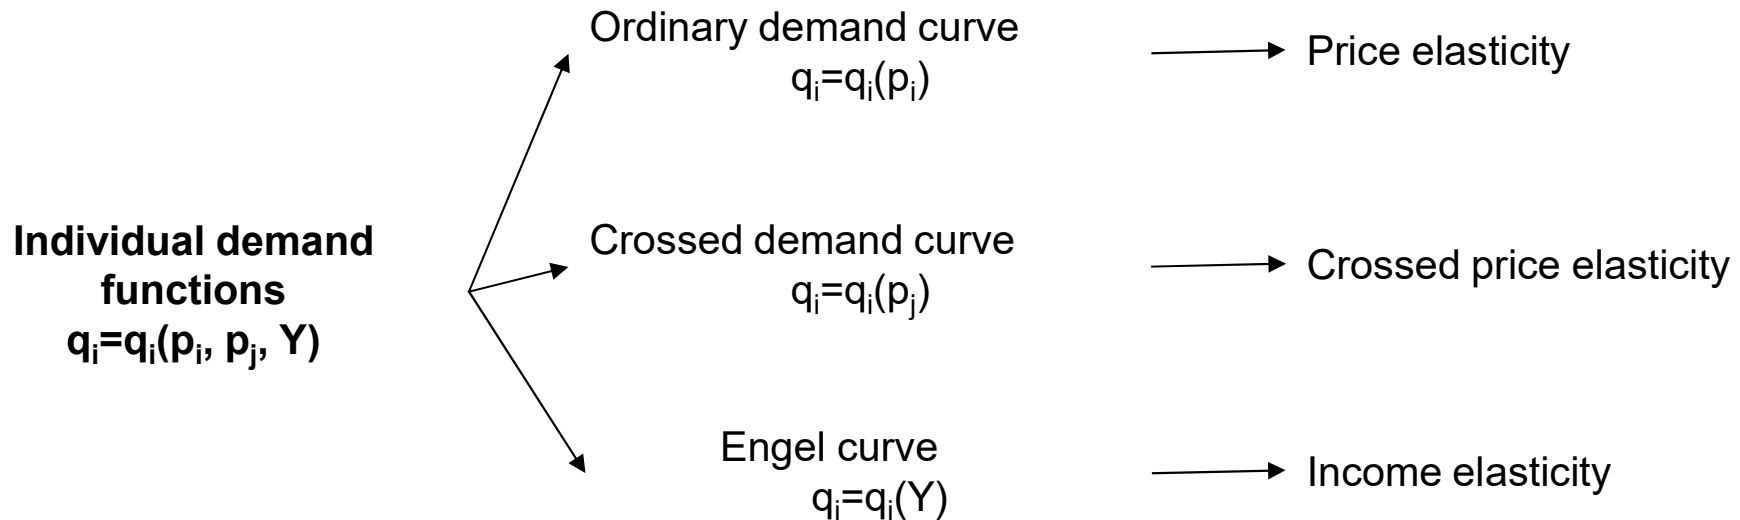 Ordinary demand curve
qᵢ=qᵢ(pᵢ)
Price elasticity
Individual demand
functions
qᵢ=qᵢ(pᵢ, pⱼ, Y)
Crossed demand curve
qᵢ=qᵢ(pⱼ)
Crossed price elasticity
Engel curve
qᵢ=qᵢ(Y)
Income elasticity